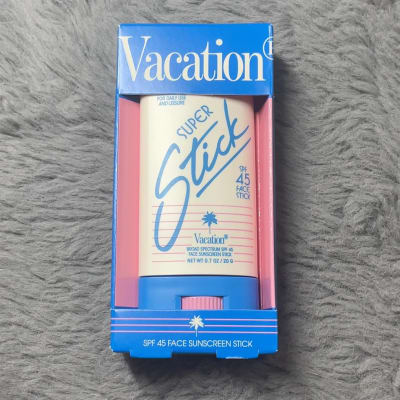 Vacation®
FOR DAILY USE
AND LEISURE
SUPER
Stick
SPF
45
FACE
STICK
Vacation®
BROAD SPECTRUM SPF 45
FACE SUNSCREEN STICK
NET WT 0.7 OZ / 20 G
SPF 45 FACE SUNSCREEN STICK